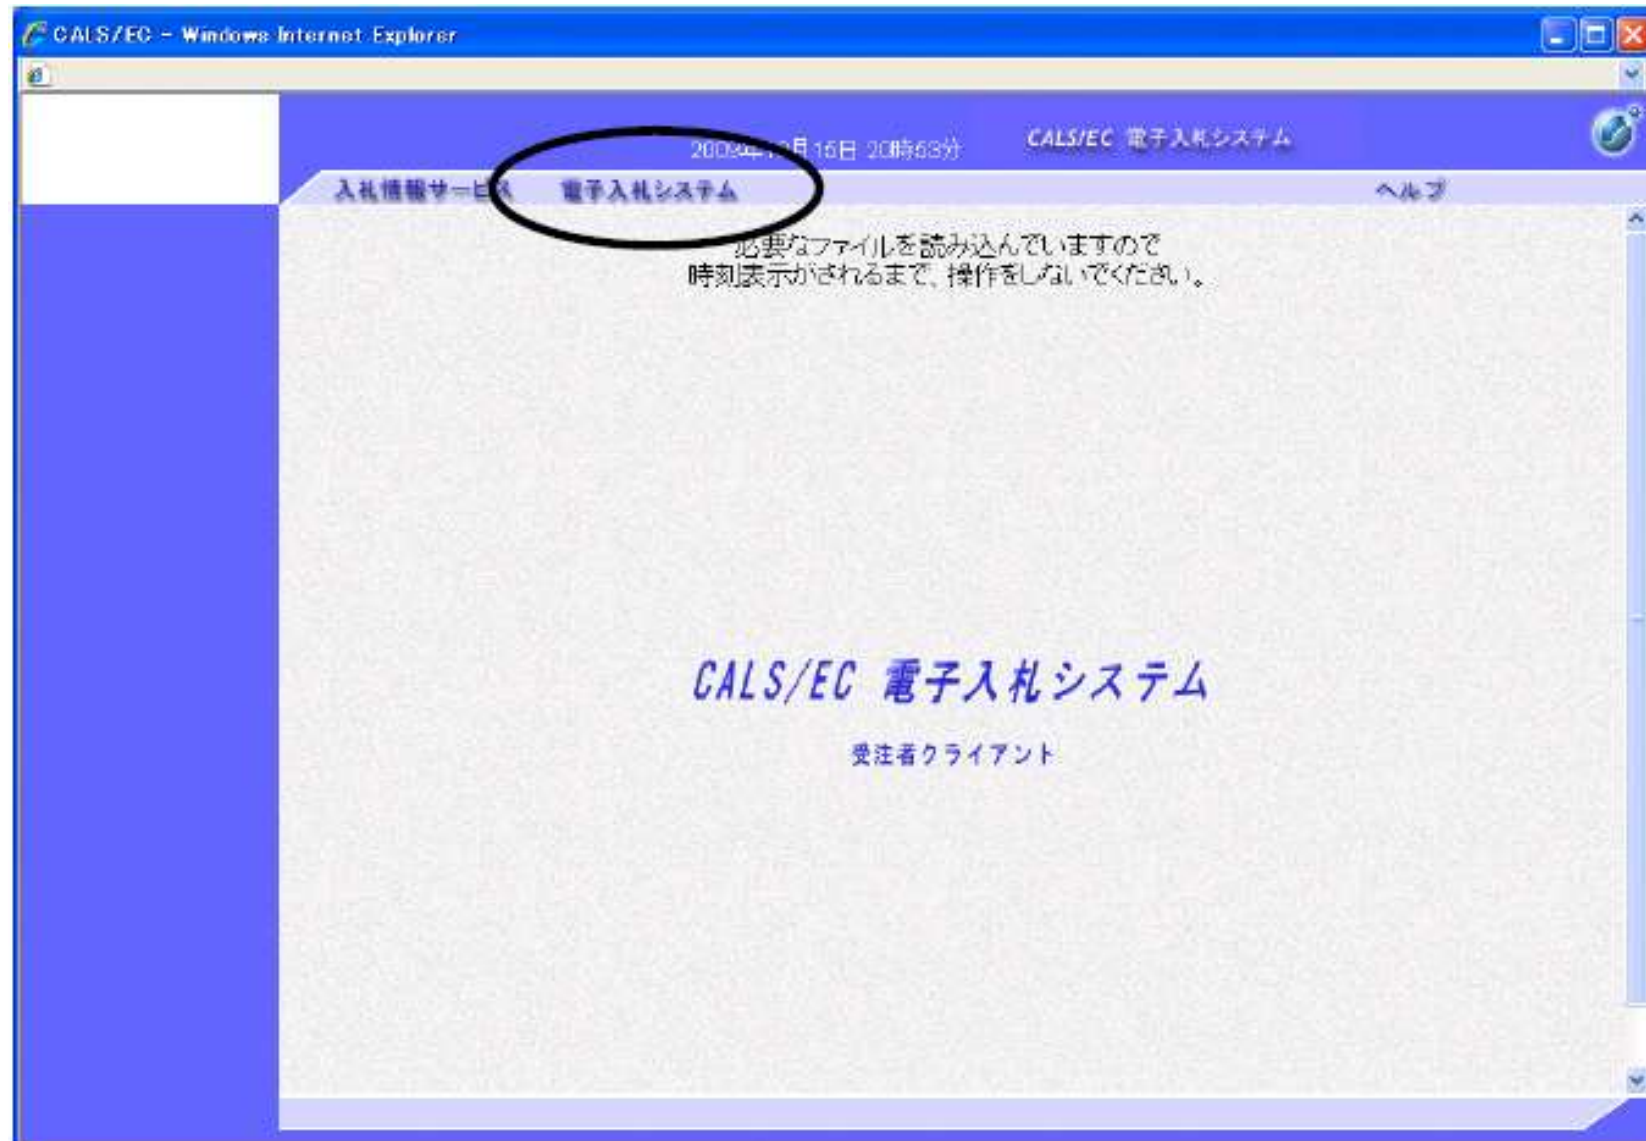 CALS/EC - Windows Internet Explorer
月15日 20時53分
CALS/EC 電子入札システム
入札情報サービス
電子入札システム
ヘルプ
必要なファイルを読み込んでいますので
時刻表示がされるまで、操作をしないでください。
CALS/EC 電子入札システム
受注者クライアント